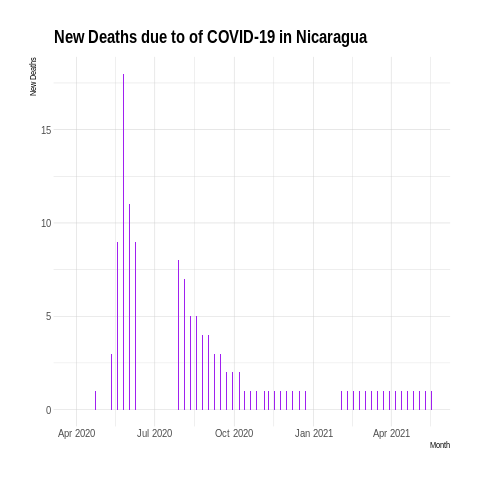 New Deaths due to of COVID-19 in Nicaragua
New Deaths
15
10
5
0
Apr 2020 Jul 2020 Oct 2020 Jan 2021 Apr 2021
Month